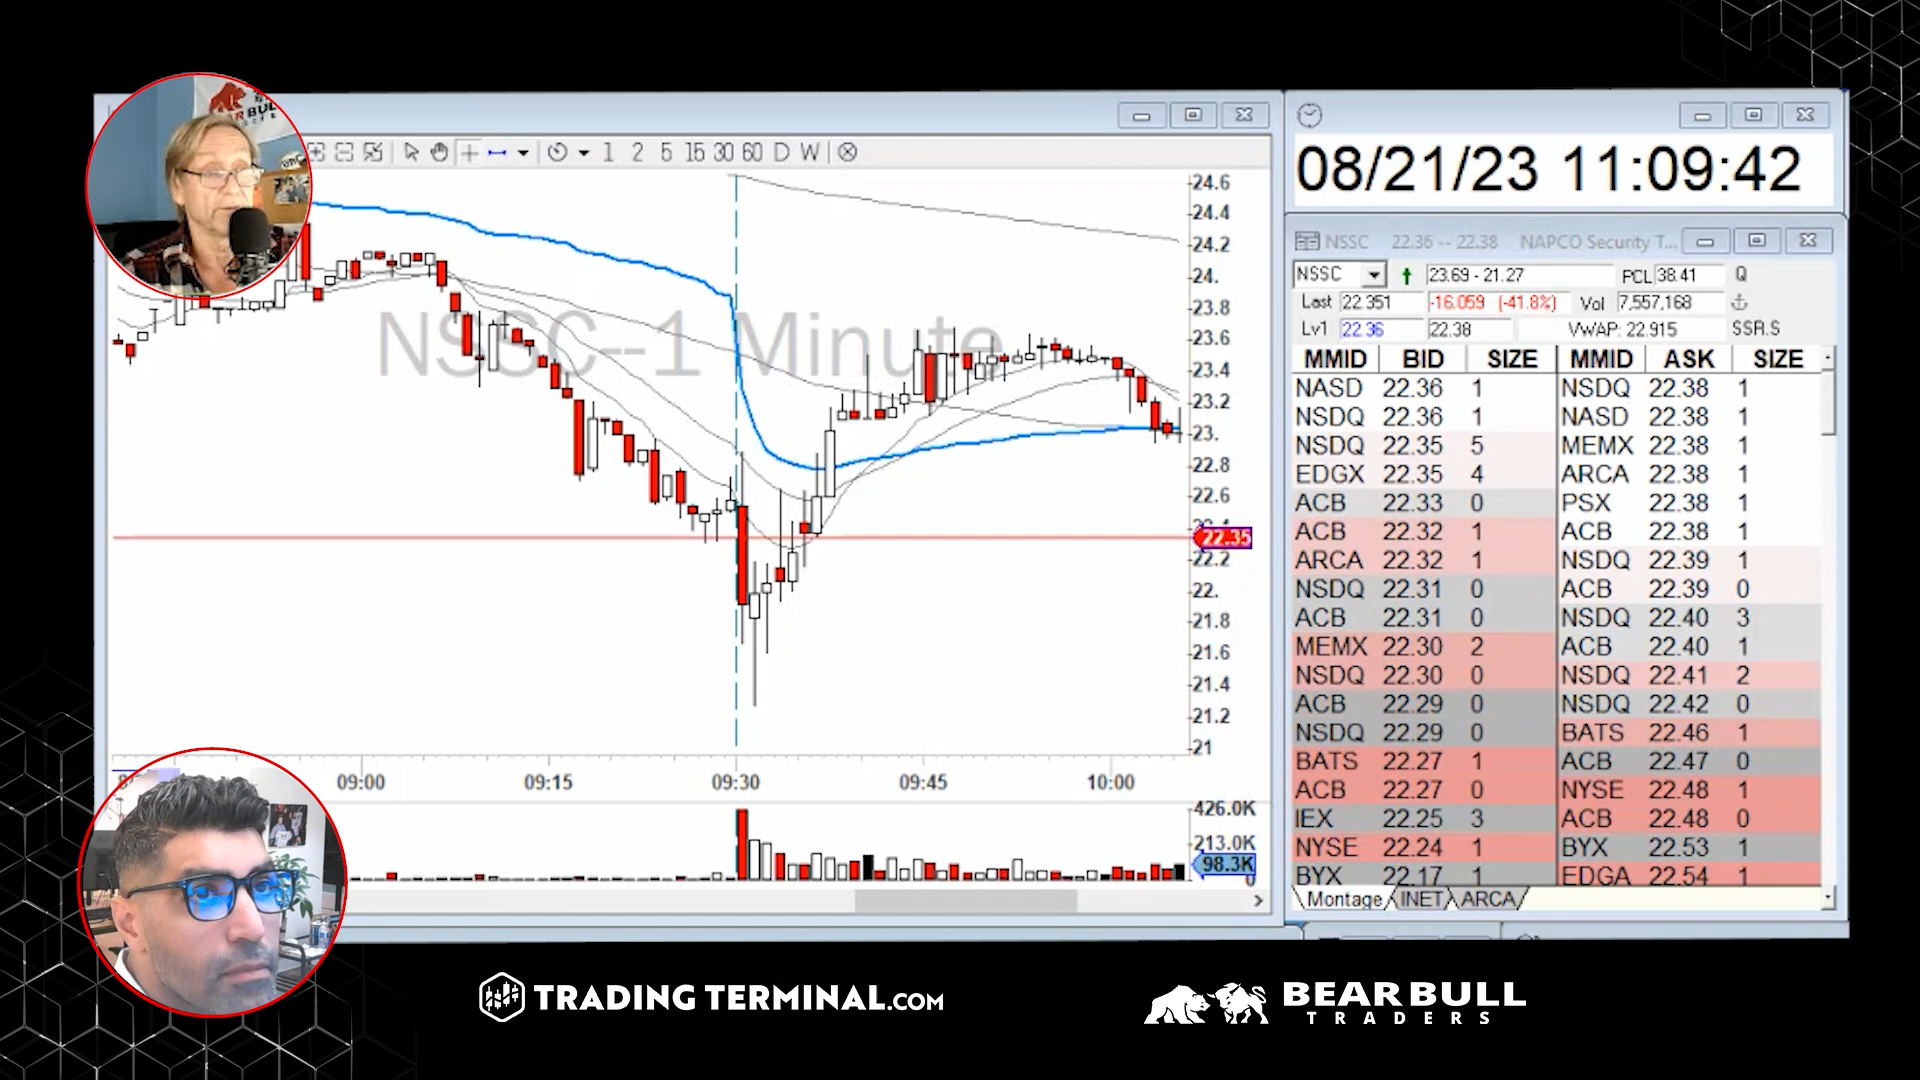 1 2 5 15 30 60 D W
08/21/23 11:09:42
NSSC 22.36 -- 22.38 NAPCO Security T...
NSSC 23.69 - 21.27 PCL 38.41 Q
Last 22.351 -16.059 (-41.8%) Vol 7,557,168
Lv1 22.36 22.38 VWAP: 22.915 SSR.S
MMID BID SIZE MMID ASK SIZE
NASD 22.36 1 NSDQ 22.38 1
NSDQ 22.36 1 NASD 22.38 1
NSDQ 22.35 5 MEMX 22.38 1
EDGX 22.35 4 ARCA 22.38 1
ACB 22.33 0 PSX 22.38 1
ACB 22.32 1 ACB 22.38 1
ARCA 22.32 1 NSDQ 22.39 1
NSDQ 22.31 0 ACB 22.39 0
ACB 22.31 0 NSDQ 22.40 3
MEMX 22.30 2 ACB 22.40 1
NSDQ 22.30 0 NSDQ 22.41 2
ACB 22.29 0 NSDQ 22.42 0
NSDQ 22.29 0 BATS 22.46 1
BATS 22.27 1 ACB 22.47 0
ACB 22.27 0 NYSE 22.48 1
IEX 22.25 3 ACB 22.48 0
NYSE 22.24 1 BYX 22.53 1
BYX 22.17 1 EDGA 22.54 1
Montage INET ARCA
NSSC--1 Minute
24.6
24.4
24.2
24.
23.8
23.6
23.4
23.2
23.
22.8
22.6
22.35
22.2
22.
21.8
21.6
21.4
21.2
21
09:00 09:15 09:30 09:45 10:00
426.0K
213.0K
98.3K
0
TRADING TERMINAL.COM
BEAR BULL
TRADERS